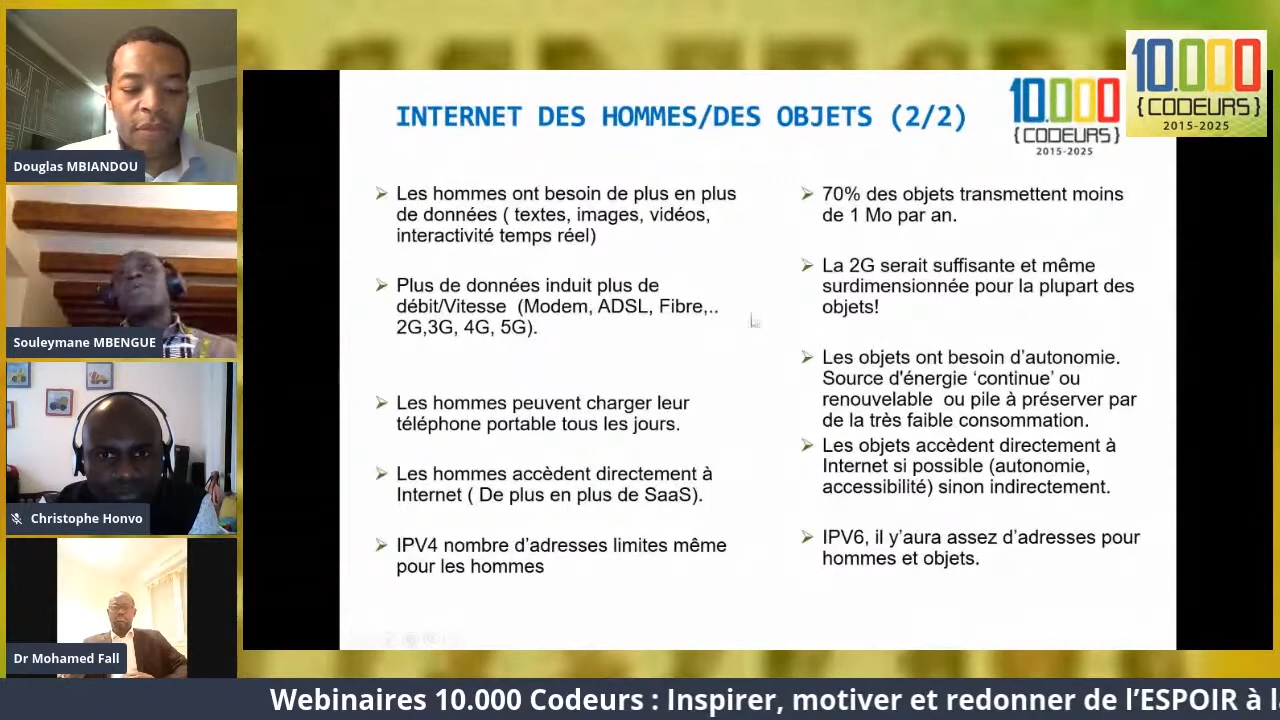 Douglas MBIANDOU
Souleymane MBENGUE
Christophe Honvo
Dr Mohamed Fall
INTERNET DES HOMMES/DES OBJETS (2/2)
10.000
{CODEURS}
2015-2025
10.000
{CODEURS}
2015-2025
Les hommes ont besoin de plus en plus
de données ( textes, images, vidéos,
interactivité temps réel)
Plus de données induit plus de
débit/Vitesse (Modem, ADSL, Fibre,..
2G,3G, 4G, 5G).
Les hommes peuvent charger leur
téléphone portable tous les jours.
Les hommes accèdent directement à
Internet ( De plus en plus de SaaS).
IPV4 nombre d’adresses limites même
pour les hommes
70% des objets transmettent moins
de 1 Mo par an.
La 2G serait suffisante et même
surdimensionnée pour la plupart des
objets!
Les objets ont besoin d’autonomie.
Source d'énergie ‘continue’ ou
renouvelable ou pile à préserver par
de la très faible consommation.
Les objets accèdent directement à
Internet si possible (autonomie,
accessibilité) sinon indirectement.
IPV6, il y’aura assez d’adresses pour
hommes et objets.
Webinaires 10.000 Codeurs : Inspirer, motiver et redonner de l’ESPOIR à